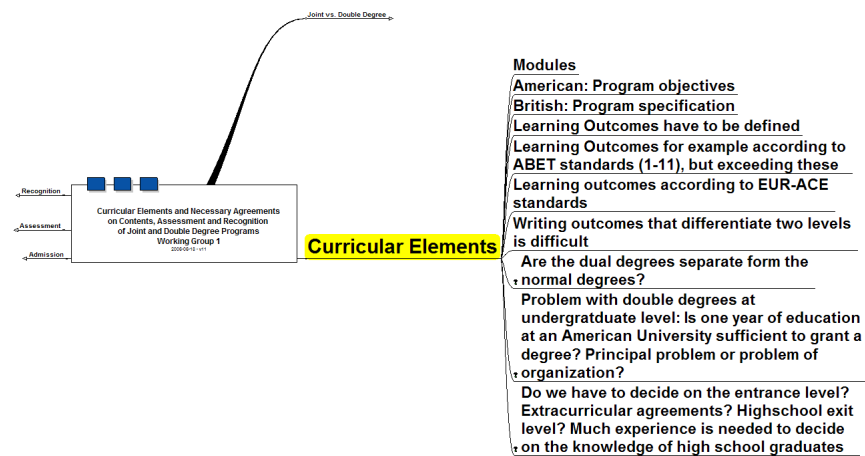 Joint vs. Double Degree
Recognition
Assessment
Admission
Curricular Elements and Necessary Agreements
on Contents, Assessment and Recognition
of Joint and Double Degree Programs
Working Group 1
2008-06-10 - v11
Curricular Elements
Modules
American: Program objectives
British: Program specification
Learning Outcomes have to be defined
Learning Outcomes for example according to
ABET standards (1-11), but exceeding these
Learning outcomes according to EUR-ACE
standards
Writing outcomes that differentiate two levels
is difficult
Are the dual degrees separate form the
normal degrees?
Problem with double degrees at
undergratduate level: Is one year of education
at an American University sufficient to grant a
degree? Principal problem or problem of
organization?
Do we have to decide on the entrance level?
Extracurricular agreements? Highschool exit
level? Much experience is needed to decide
on the knowledge of high school graduates